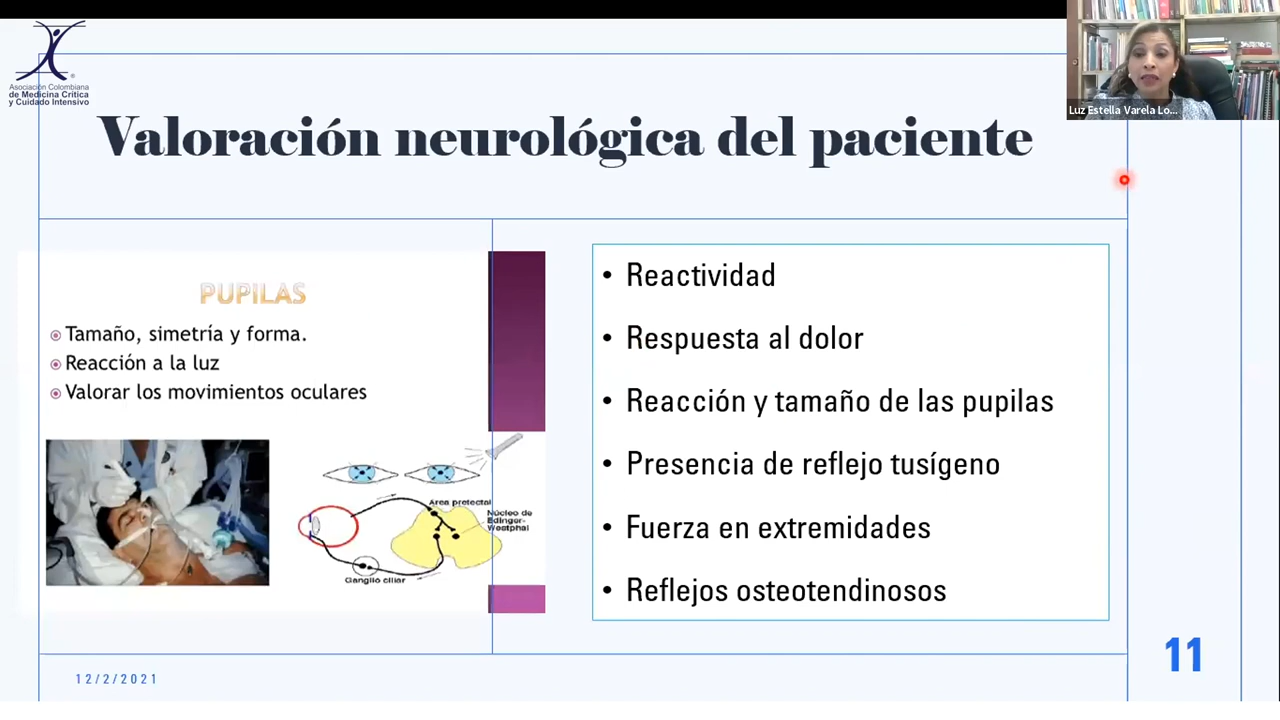 Asociación Colombiana
de Medicina Crítica
y Cuidado Intensivo
Luz Estella Varela Lo...
Valoración neurológica del paciente
PUPILAS
Tamaño, simetría y forma.
Reacción a la luz
Valorar los movimientos oculares
Area pretectal
Núcleo de
Edinger-
Westphal
Ganglio ciliar
• Reactividad
• Respuesta al dolor
• Reacción y tamaño de las pupilas
• Presencia de reflejo tusígeno
• Fuerza en extremidades
• Reflejos osteotendinosos
12/2/2021
11